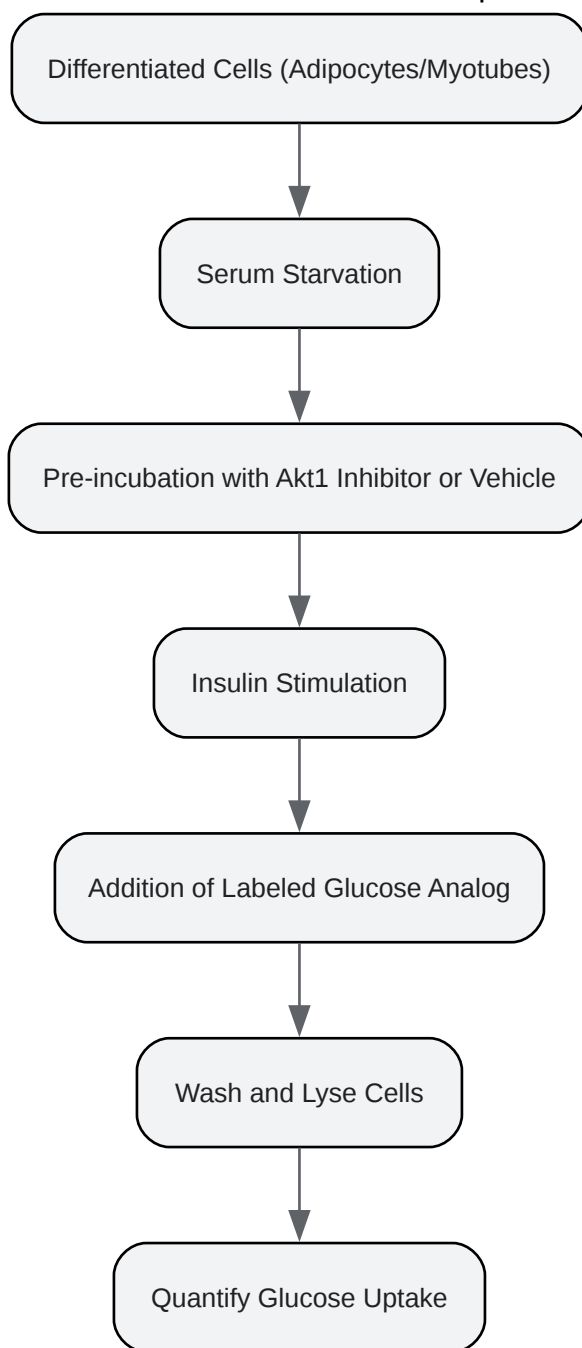 Differentiated Cells (Adipocytes/Myotubes)
Serum Starvation
Pre-incubation with Akt1 Inhibitor or Vehicle
Insulin Stimulation
Addition of Labeled Glucose Analog
Wash and Lyse Cells
Quantify Glucose Uptake